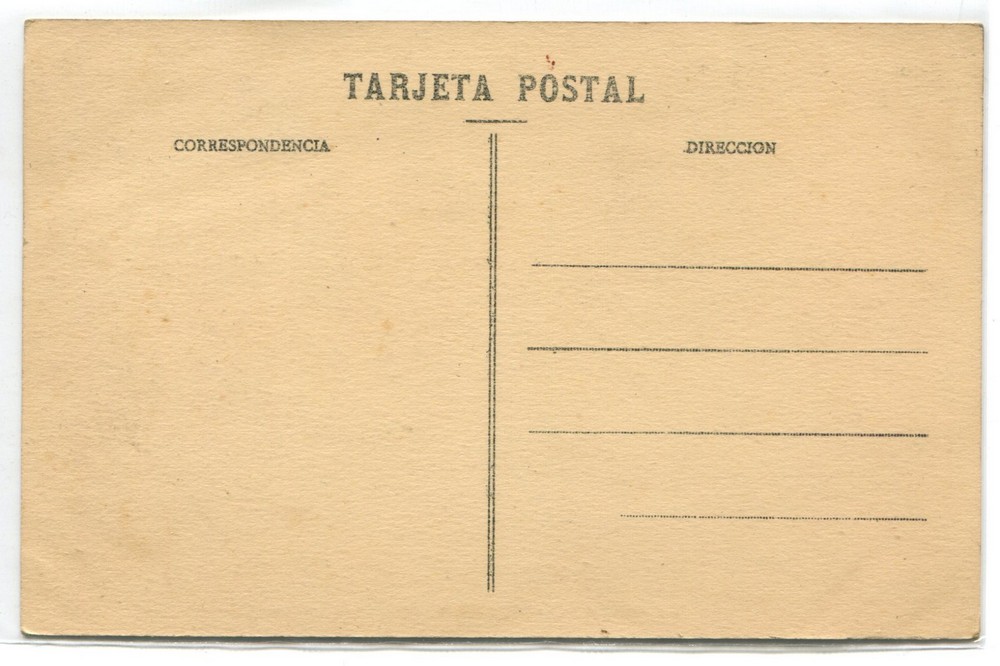 TARJETA POSTAL
CORRESPONDENCIA
DIRECCION